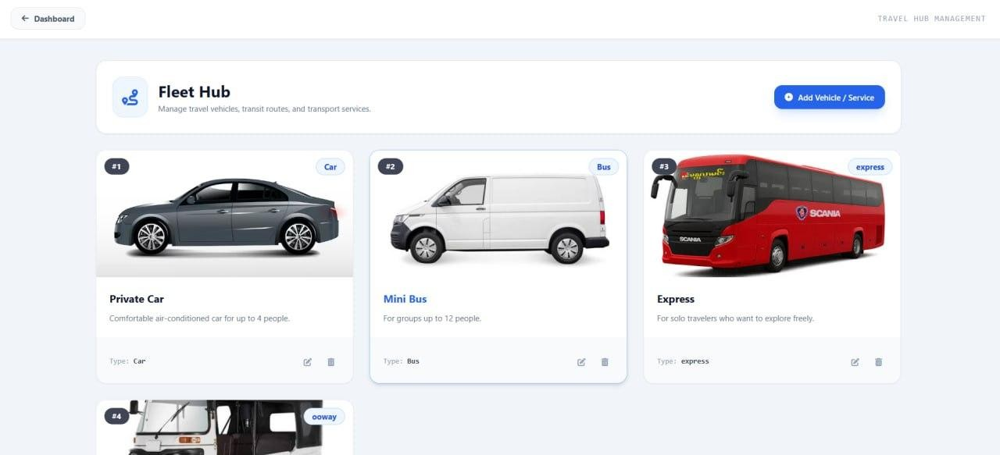 Dashboard
TRAVEL HUB MANAGEMENT
Fleet Hub
Manage travel vehicles, transit routes, and transport services.
Add Vehicle / Service
#1
Car
Private Car
Comfortable air-conditioned car for up to 4 people.
Type: Car
#2
Bus
Mini Bus
For groups up to 12 people.
Type: Bus
#3
express
SCANIA
SCANIA
Express
For solo travelers who want to explore freely.
Type: express
#4
ooway